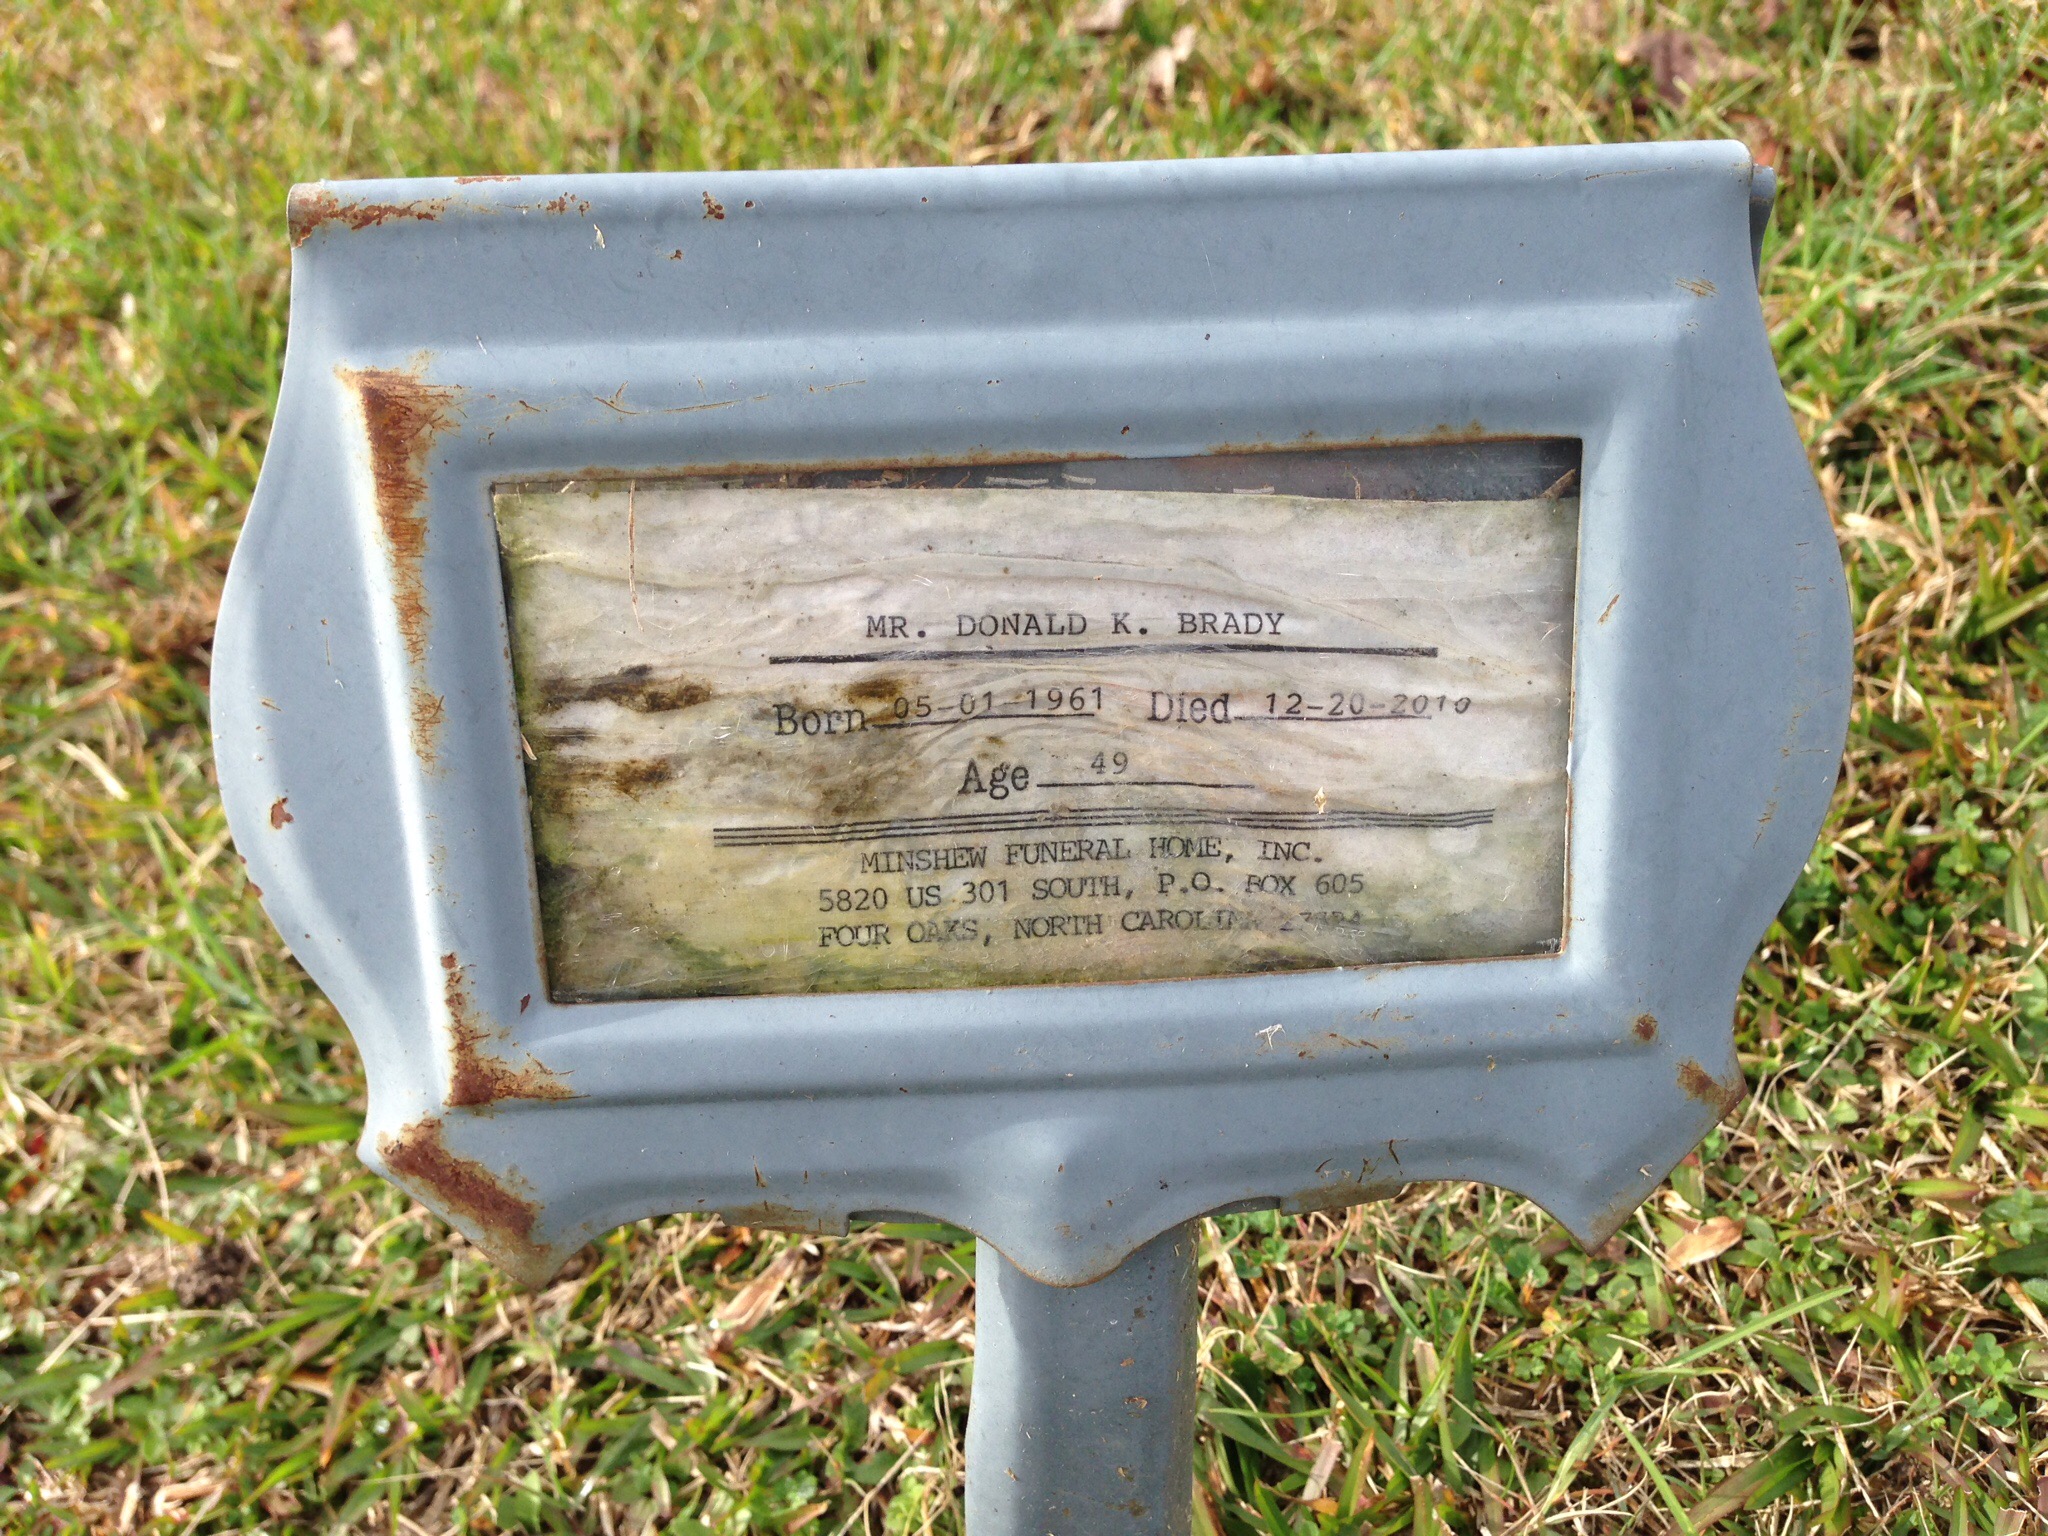 MR. DONALD K. BRADY
Born 05-01-1961 Died 12-20-2010
Age 49
MINSHEW FUNERAL HOME, INC.
5820 US 301 SOUTH, P.O. BOX 605
FOUR OAKS, NORTH CAROLINA